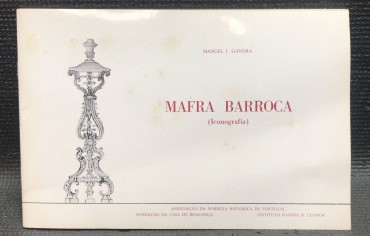 MANUEL J. GANDRA
MAFRA BARROCA
(Iconografia)
ASSOCIAÇÃO DA NOBREZA HISTÓRICA DE PORTUGAL
FUNDAÇÃO DA CASA DE BRAGANÇA INSTITUTO RAINHA D. LEONOR